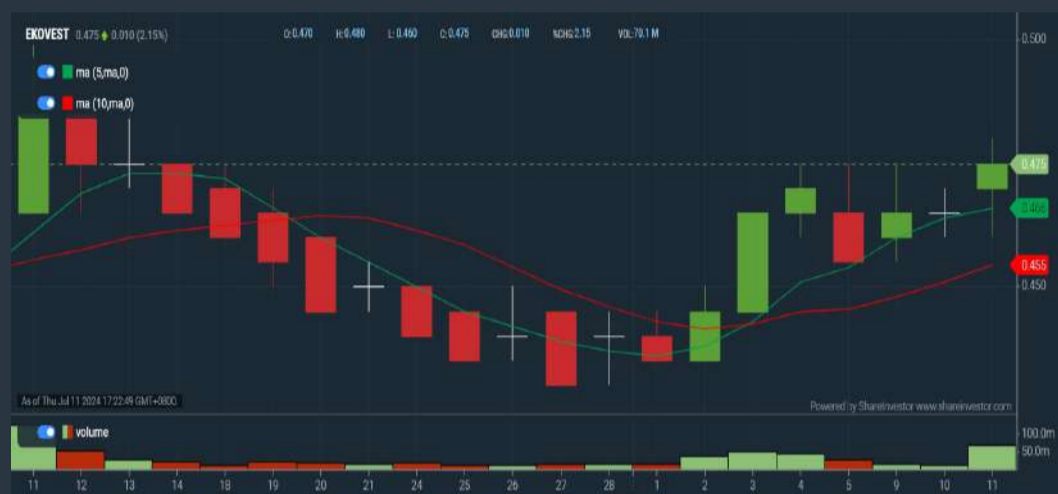 EKOVEST 0.475 0.010 (2.15%) O:0.470 H:0.480 L:0.460 C:0.475 CHG:0.010 %CHG:2.15 VOL:70.1 M
0.500
ma (5,ma,0)
ma (10,ma,0)
0.475
0.466
0.455
0.450
As of Thu Jul 11 2024 17:22:49 GMT+0800
Powered by ShareInvestor www.shareinvestor.com
volume
100.0m
50.0m
11 12 13 14 18 19 20 21 24 25 26 27 28 1 2 3 4 5 9 10 11